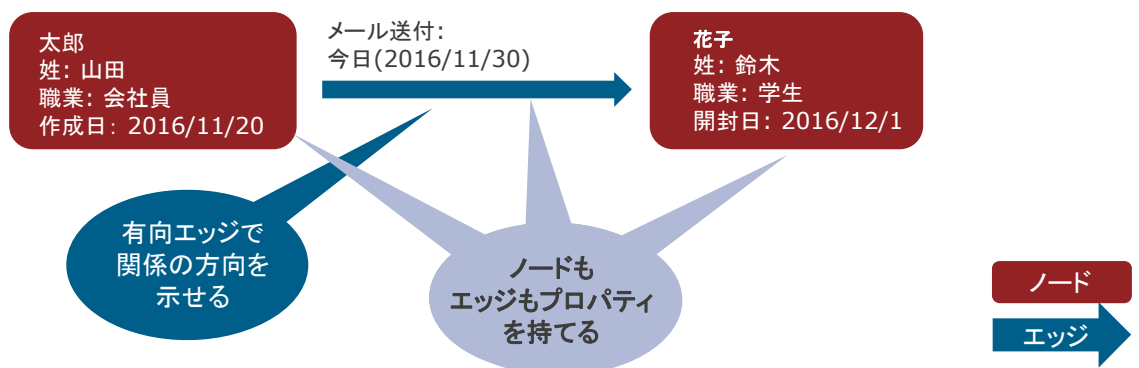 太郎
姓: 山田
職業: 会社員
作成日: 2016/11/20
メール送付:
今日(2016/11/30)
花子
姓: 鈴木
職業: 学生
開封日: 2016/12/1
有向エッジで
関係の方向を
示せる
ノードも
エッジもプロパティ
を持てる
ノード
エッジ